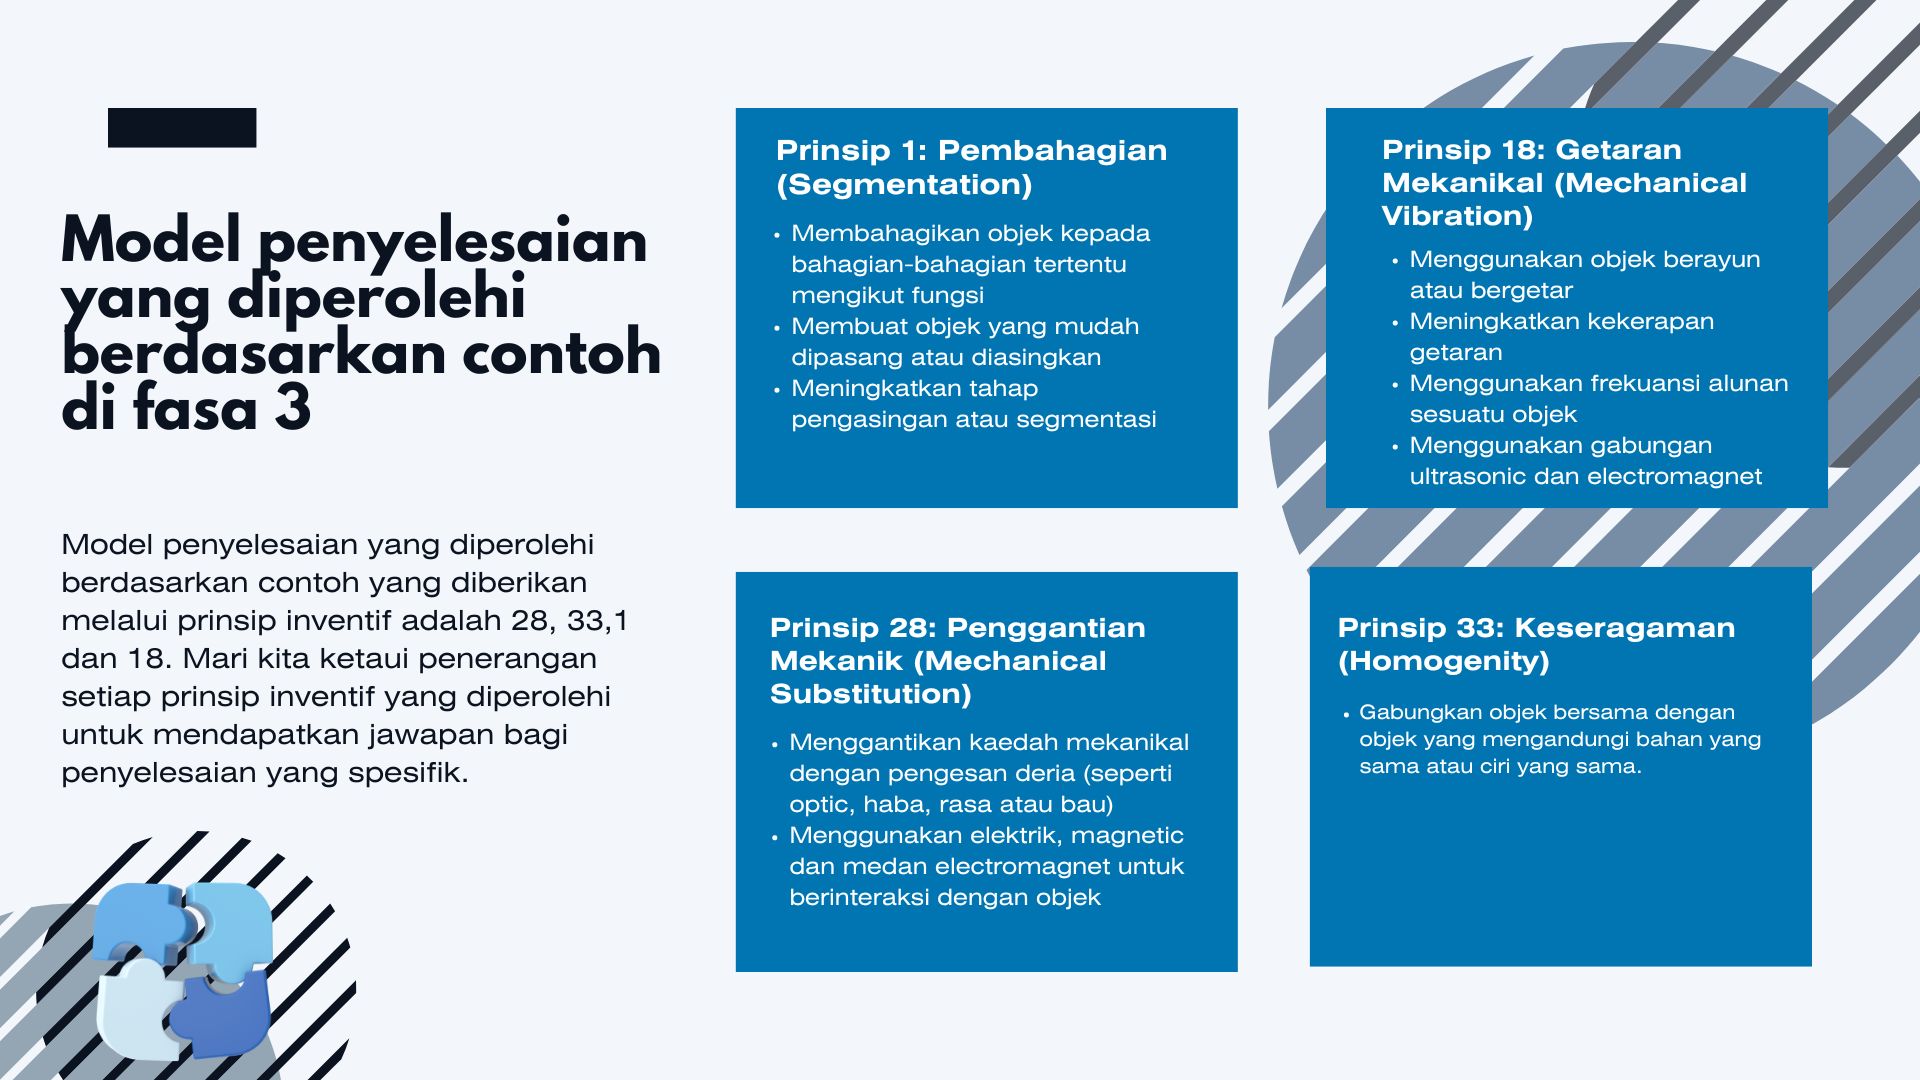 Model penyelesaian
yang diperolehi
berdasarkan contoh
di fasa 3
Model penyelesaian yang diperolehi
berdasarkan contoh yang diberikan
melalui prinsip inventif adalah 28, 33,1
dan 18. Mari kita ketaui penerangan
setiap prinsip inventif yang diperolehi
untuk mendapatkan jawapan bagi
penyelesaian yang spesifik.
Prinsip 1: Pembahagian
(Segmentation)
• Membahagikan objek kepada
bahagian-bahagian tertentu
mengikut fungsi
• Membuat objek yang mudah
dipasang atau diasingkan
• Meningkatkan tahap
pengasingan atau segmentasi
Prinsip 18: Getaran
Mekanikal (Mechanical
Vibration)
• Menggunakan objek berayun
atau bergetar
• Meningkatkan kekerapan
getaran
• Menggunakan frekuansi alunan
sesuatu objek
• Menggunakan gabungan
ultrasonic dan electromagnet
Prinsip 28: Penggantian
Mekanik (Mechanical
Substitution)
• Menggantikan kaedah mekanikal
dengan pengesan deria (seperti
optic, haba, rasa atau bau)
• Menggunakan elektrik, magnetic
dan medan electromagnet untuk
berinteraksi dengan objek
Prinsip 33: Keseragaman
(Homogenity)
• Gabungkan objek bersama dengan
objek yang mengandungi bahan yang
sama atau ciri yang sama.